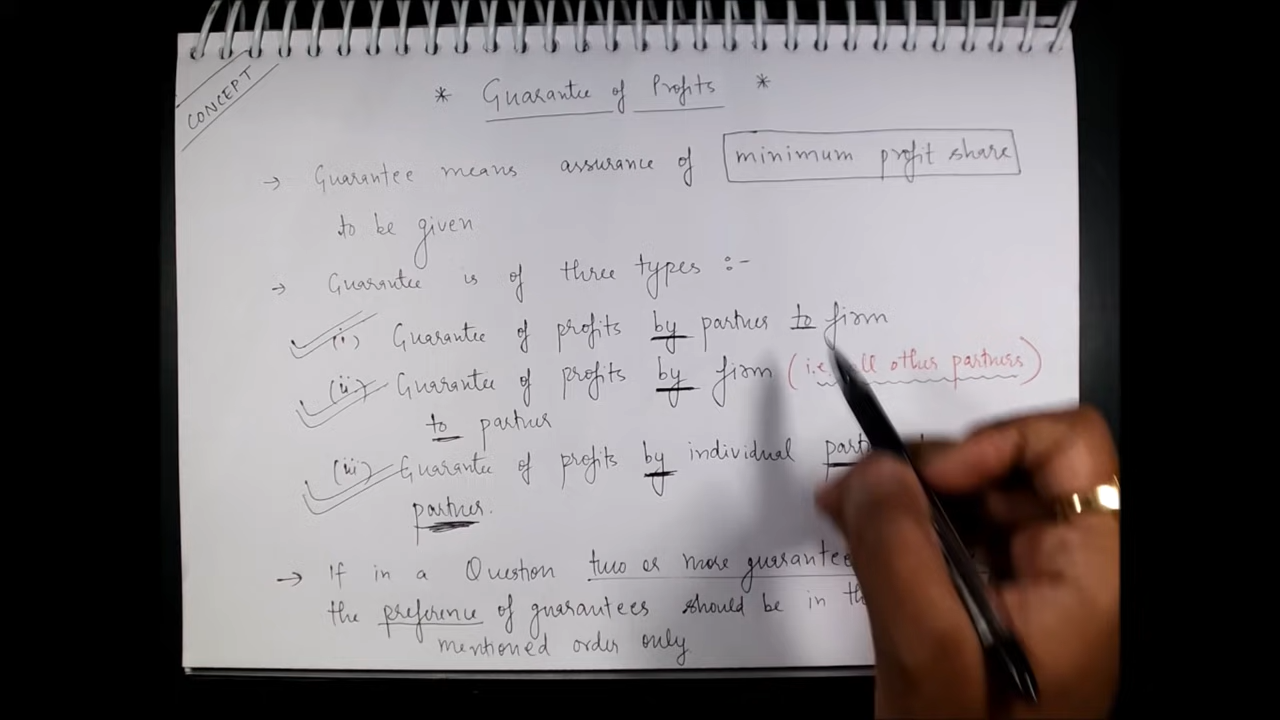 CONCEPT
* Guarantee of Profits *
→ Guarantee means assurance of minimum profit share
to be given
→ Guarantee is of three types :-
(i) Guarantee of profits by partner to firm
(ii) Guarantee of profits by firm (i.e. other partners)
to partner
(iii) Guarantee of profits by individual
partner.
→ If in a Question two or more guarantee
the preference of guarantees should be in
mentioned order only